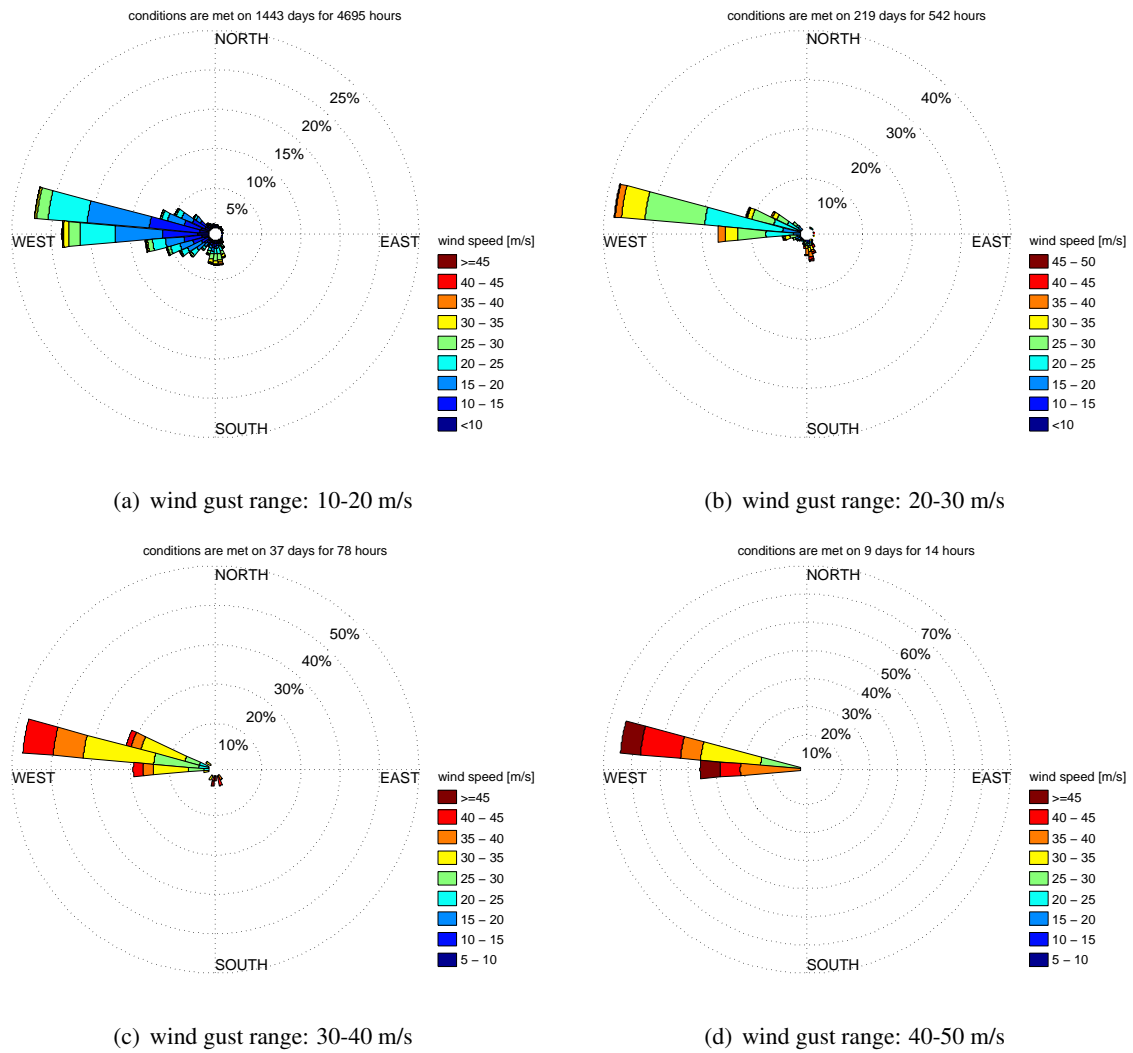 conditions are met on 1443 days for 4695 hours
NORTH
25%
20%
15%
10%
5%
WEST
EAST
SOUTH
wind speed [m/s]
>=45
40 – 45
35 – 40
30 – 35
25 – 30
20 – 25
15 – 20
10 – 15
<10
(a) wind gust range: 10-20 m/s
conditions are met on 219 days for 542 hours
NORTH
40%
30%
20%
10%
WEST
EAST
SOUTH
wind speed [m/s]
45 – 50
40 – 45
35 – 40
30 – 35
25 – 30
20 – 25
15 – 20
10 – 15
<10
(b) wind gust range: 20-30 m/s
conditions are met on 37 days for 78 hours
NORTH
50%
40%
30%
20%
10%
WEST
EAST
SOUTH
wind speed [m/s]
>=45
40 – 45
35 – 40
30 – 35
25 – 30
20 – 25
15 – 20
10 – 15
5 – 10
(c) wind gust range: 30-40 m/s
conditions are met on 9 days for 14 hours
NORTH
70%
60%
50%
40%
30%
20%
10%
WEST
EAST
SOUTH
wind speed [m/s]
>=45
40 – 45
35 – 40
30 – 35
25 – 30
20 – 25
15 – 20
10 – 15
5 – 10
(d) wind gust range: 40-50 m/s